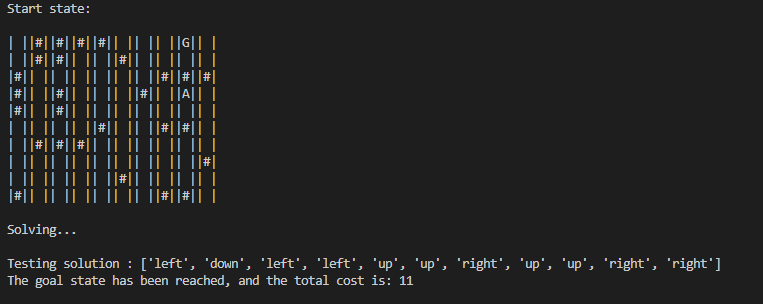 Start state:
| ||#||#||#||#|| || || ||G|| |
| ||#||#|| || ||#|| || || || |
|#|| || || || || || ||#||#||#|
|#|| ||#|| || || ||#|| ||A|| |
|#|| ||#|| || || || || || || |
| || || || ||#|| || ||#||#|| |
| ||#||#||#|| || || || || || |
| || || || || || || || || ||#|
| || || || || ||#|| || || || |
|#|| || || || || || ||#||#|| |
Solving...
Testing solution : ['left', 'down', 'left', 'left', 'up', 'up', 'right', 'up', 'up', 'right', 'right']
The goal state has been reached, and the total cost is: 11